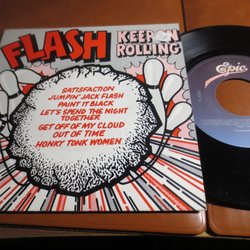 FLASH
KEEP ON
ROLLING
SATISFACTION
JUMPIN' JACK FLASH
PAINT IT BLACK
LET'S SPEND THE NIGHT
TOGETHER
GET OFF OF MY CLOUD
OUT OF TIME
HONKY TONK WOMEN
Epic